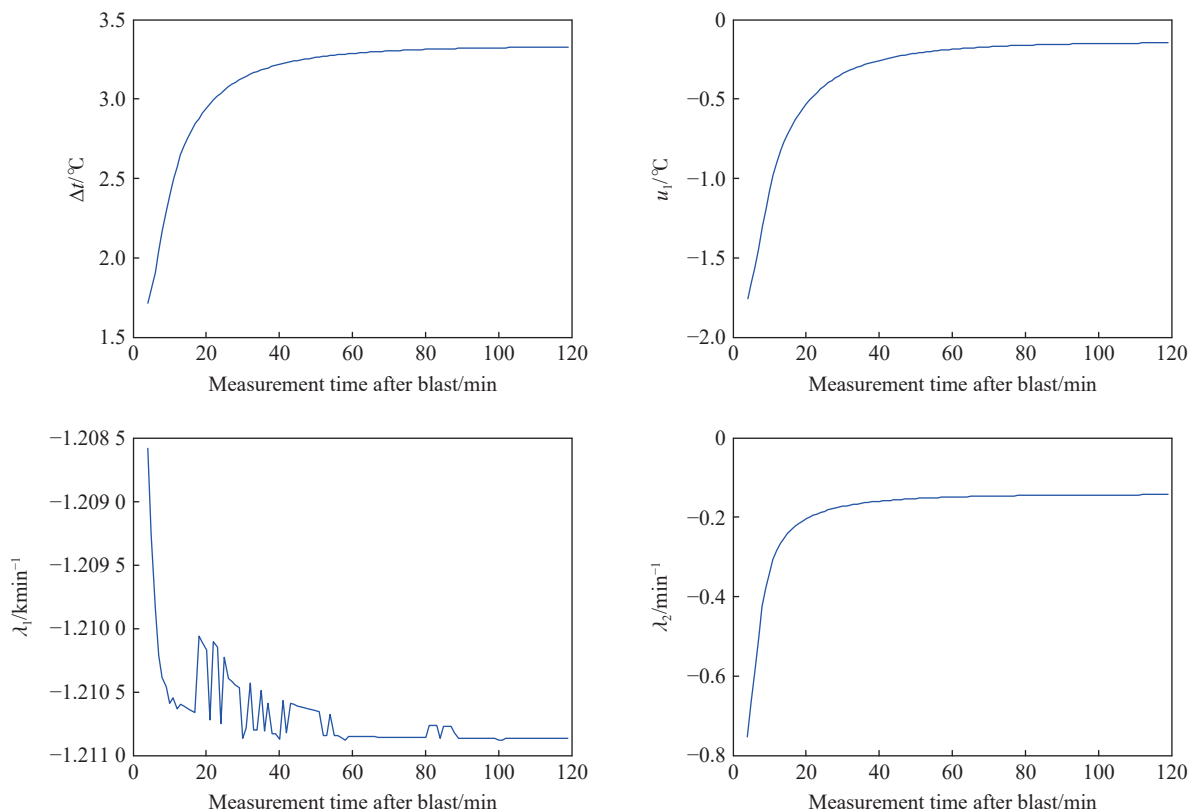 3.5
3.0
2.5
2.0
1.5
Δt/℃
0 20 40 60 80 100 120
Measurement time after blast/min
0
−0.5
−1.0
−1.5
−2.0
u₁/℃
0 20 40 60 80 100 120
Measurement time after blast/min
−1.208 5
−1.209 0
−1.209 5
−1.210 0
−1.210 5
−1.211 0
λ₁/kmin⁻¹
0 20 40 60 80 100 120
Measurement time after blast/min
0
−0.2
−0.4
−0.6
−0.8
λ₂/min⁻¹
0 20 40 60 80 100 120
Measurement time after blast/min